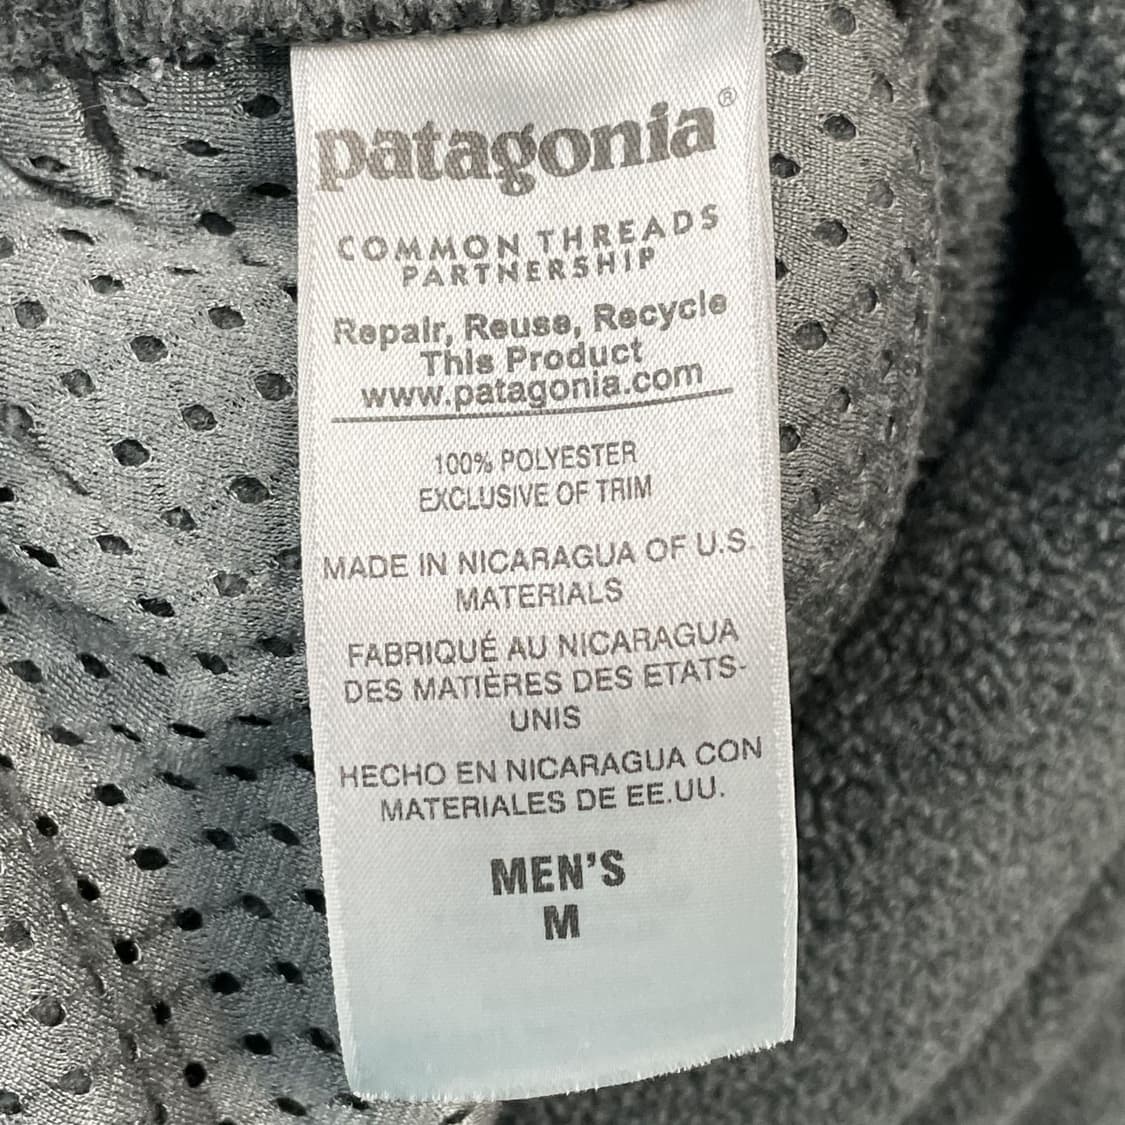 patagonia®
COMMON THREADS
PARTNERSHIP
Repair, Reuse, Recycle
This Product
www.patagonia.com
100% POLYESTER
EXCLUSIVE OF TRIM
MADE IN NICARAGUA OF U.S.
MATERIALS
FABRIQUÉ AU NICARAGUA
DES MATIÈRES DES ETATS-
UNIS
HECHO EN NICARAGUA CON
MATERIALES DE EE.UU.
MEN'S
M